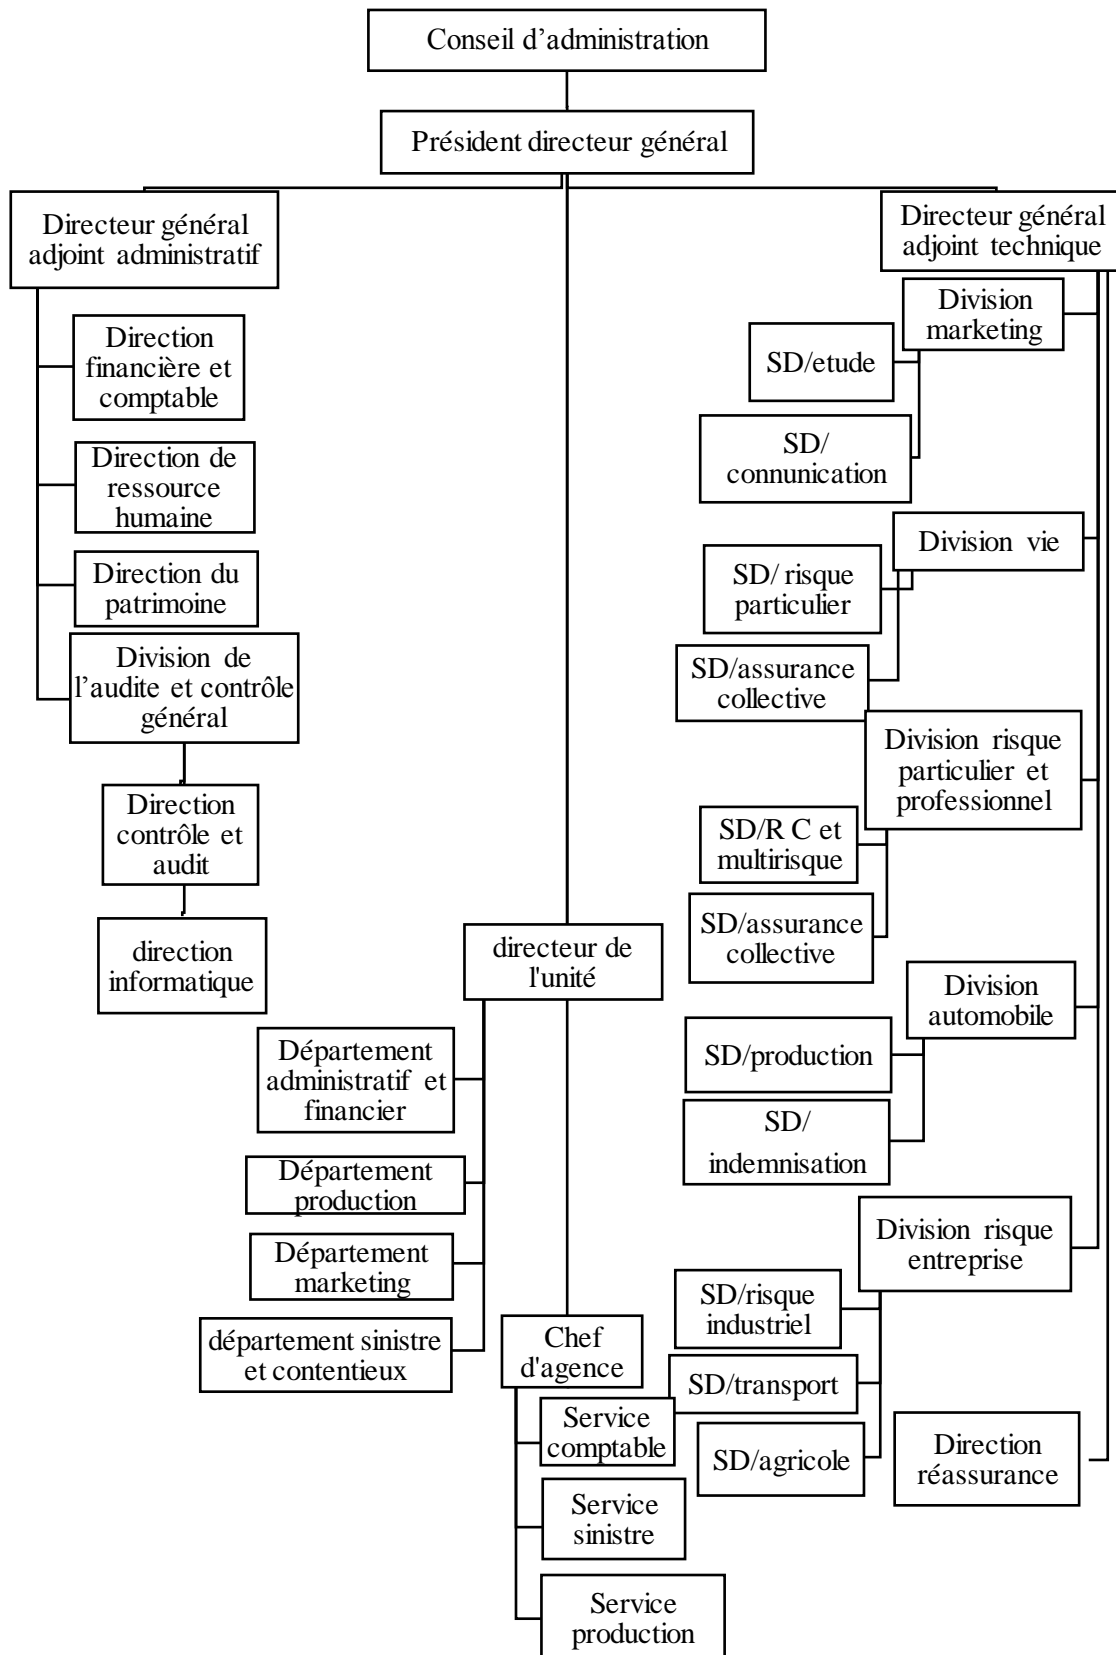 Conseil d’administration
Président directeur général
Directeur général
adjoint administratif
Direction
financière et
comptable
Direction de
ressource
humaine
Direction du
patrimoine
Division de
l’audite et contrôle
général
Direction
contrôle et
audit
direction
informatique
directeur de
l'unité
Département
administratif et
financier
Département
production
Département
marketing
département sinistre
et contentieux
Chef
d'agence
Service
comptable
Service
sinistre
Service
production
Directeur général
adjoint technique
Division
marketing
SD/etude
SD/
connunication
Division vie
SD/ risque
particulier
SD/assurance
collective
Division risque
particulier et
professionnel
SD/R C et
multirisque
SD/assurance
collective
Division
automobile
SD/production
SD/
indemnisation
Division risque
entreprise
SD/risque
industriel
SD/transport
SD/agricole
Direction
réassurance